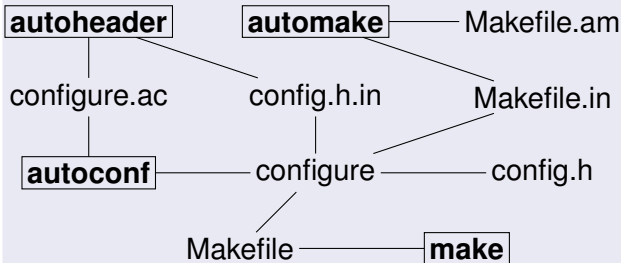 autoheader automake Makefile.am
configure.ac config.h.in Makefile.in
autoconf configure config.h
Makefile make